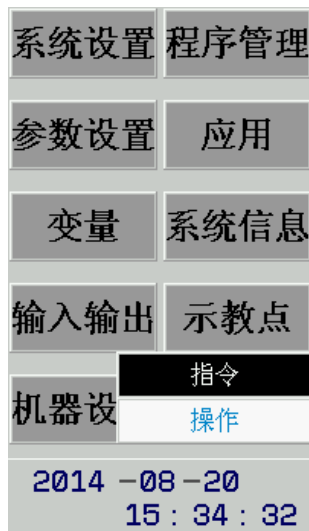 系统设置 程序管理
参数设置 应用
变量 系统信息
输入输出 示教点
机器设
指令
操作
2014 -08-20
15 : 34 : 32